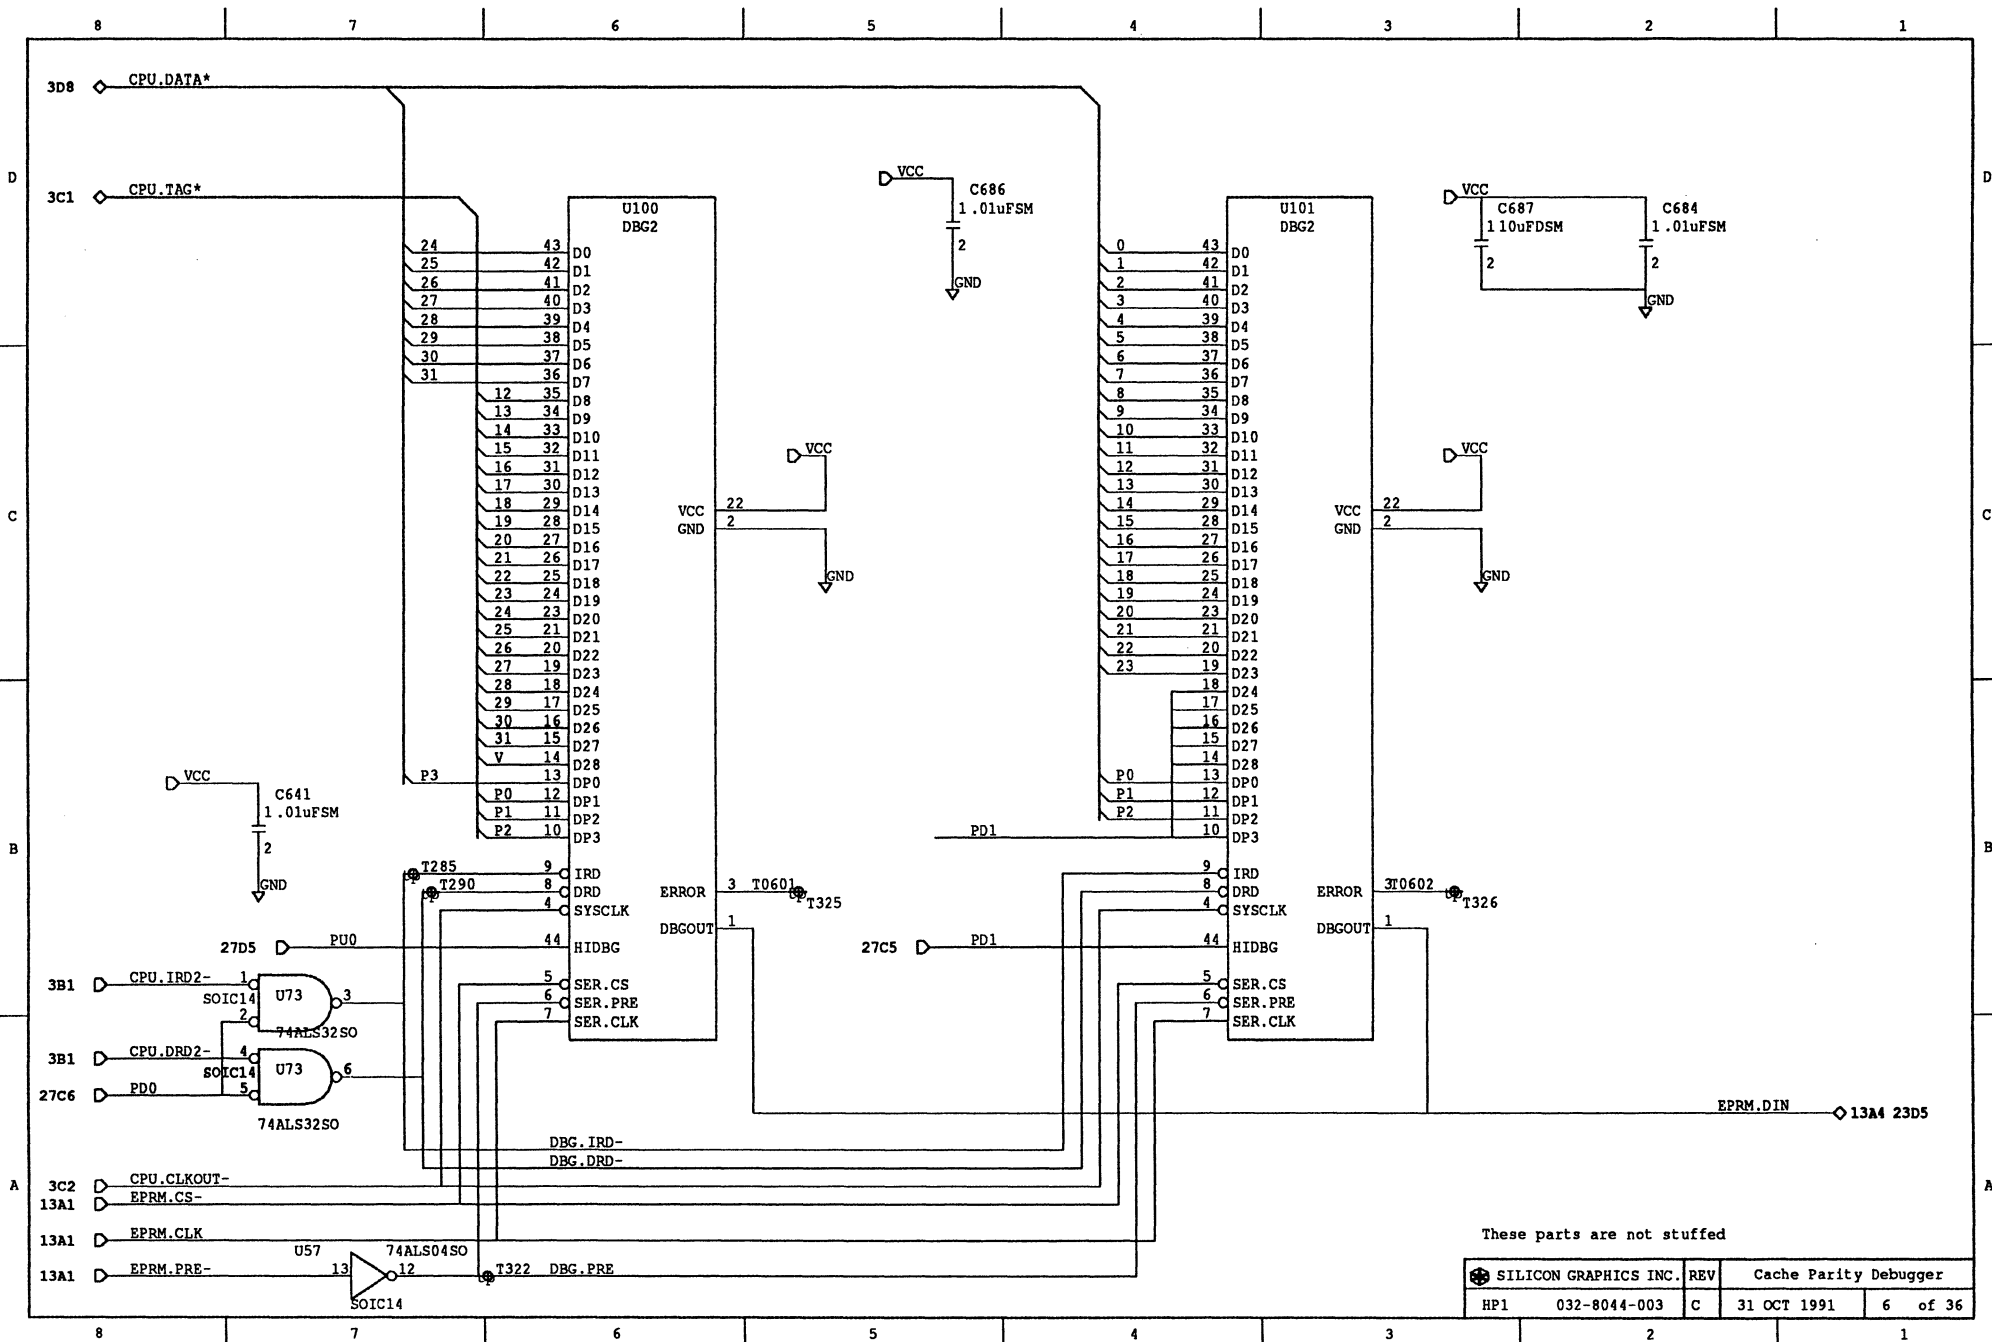 8 7 6 5 4 3 2 1
3D8 CPU.DATA*
D D
3C1 CPU.TAG*
VCC
C686
1 .01uFSM
2
GND
VCC
C687
1 10uFDSM
2
C684
1 .01uFSM
2
GND
U100
DBG2
24 43 D0
25 42 D1
26 41 D2
27 40 D3
28 39 D4
29 38 D5
30 37 D6
31 36 D7
12 35 D8
13 34 D9
14 33 D10
15 32 D11
16 31 D12
17 30 D13
18 29 D14
19 28 D15
20 27 D16
21 26 D17
22 25 D18
23 24 D19
24 23 D20
25 21 D21
26 20 D22
27 19 D23
28 18 D24
29 17 D25
30 16 D26
31 15 D27
V 14 D28
P3 13 DP0
P0 12 DP1
P1 11 DP2
P2 10 DP3
T285 9 IRD
T290 8 DRD
4 SYSCLK
27D5 PU0 44 HIDBG
5 SER.CS
6 SER.PRE
7 SER.CLK
VCC
VCC 22
GND 2
GND
ERROR 3 T0601
T325
DBGOUT 1
U101
DBG2
0 43 D0
1 42 D1
2 41 D2
3 40 D3
4 39 D4
5 38 D5
6 37 D6
7 36 D7
8 35 D8
9 34 D9
10 33 D10
11 32 D11
12 31 D12
13 30 D13
14 29 D14
15 28 D15
16 27 D16
17 26 D17
18 25 D18
19 24 D19
20 23 D20
21 21 D21
22 20 D22
23 19 D23
18 D24
17 D25
16 D26
15 D27
14 D28
P0 13 DP0
P1 12 DP1
P2 11 DP2
PD1 10 DP3
9 IRD
8 DRD
4 SYSCLK
27C5 PD1 44 HIDBG
5 SER.CS
6 SER.PRE
7 SER.CLK
VCC
VCC 22
GND 2
GND
ERROR 3 T0602
T326
DBGOUT 1
C C
VCC
C641
1 .01uFSM
2
GND
B B
3B1 CPU.IRD2- 1
SOIC14 U73 3
2
74ALS32SO
3B1 CPU.DRD2- 4
SOIC14 U73 6
27C6 PD0 5
74ALS32SO
EPRM.DIN 13A4 23D5
DBG.IRD-
DBG.DRD-
A A
3C2 CPU.CLKOUT-
13A1 EPRM.CS-
13A1 EPRM.CLK
U57 74ALS04SO
13A1 EPRM.PRE- 13 12 T322 DBG.PRE
SOIC14
These parts are not stuffed
SILICON GRAPHICS INC. REV Cache Parity Debugger
HP1 032-8044-003 C 31 OCT 1991 6 of 36
8 7 6 5 4 3 2 1